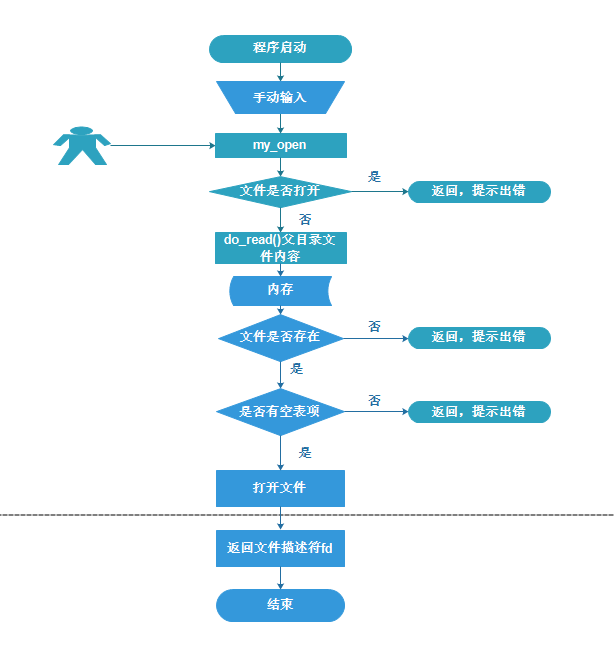 程序启动
手动输入
my_open
文件是否打开
是
返回，提示出错
否
do_read()父目录文
件内容
内存
文件是否存在
否
返回，提示出错
是
是否有空表项
否
返回，提示出错
是
打开文件
返回文件描述符fd
结束